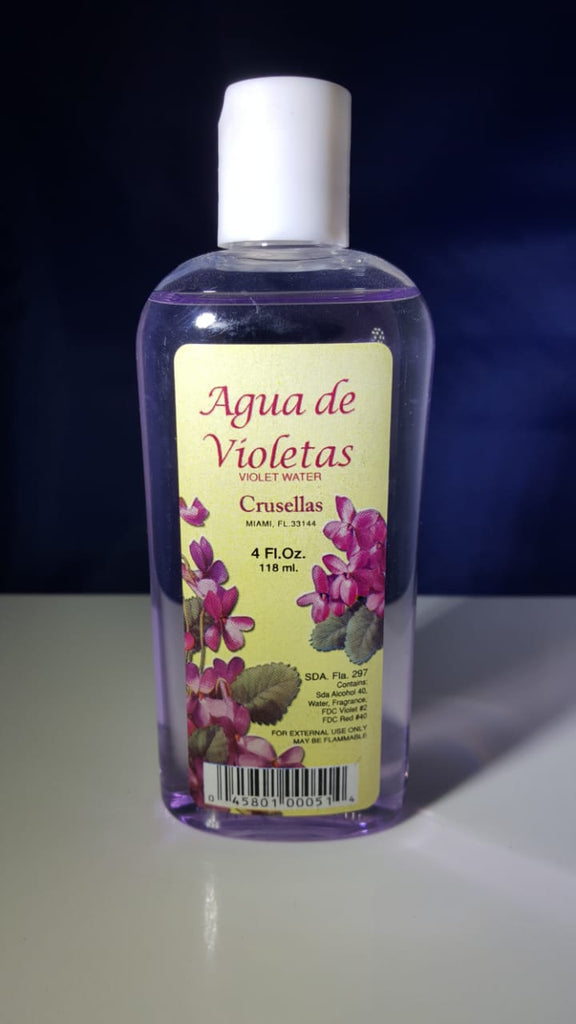 Agua de
Violetas
VIOLET WATER
Crusellas
MIAMI, FL.33144
4 Fl.Oz.
118 ml.
SDA. Fla. 297
Contains:
Sda Alcohol 40,
Water, Fragrance,
FDC Violet #2
FDC Red #40
FOR EXTERNAL USE ONLY
MAY BE FLAMMABLE
0 45801 00051 4